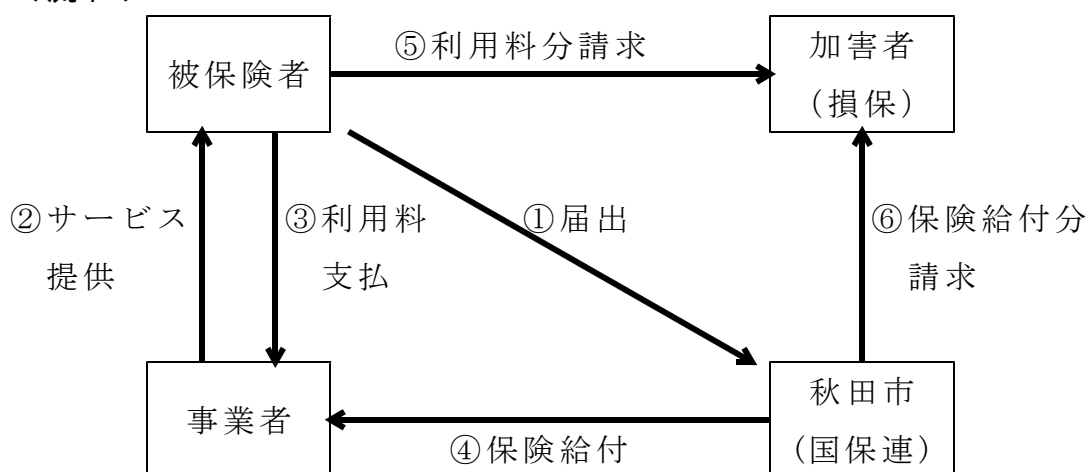 ⑤利用料分請求
被保険者
加害者
(損保)
②サービス
提供
③利用料
支払
①届出
⑥保険給付分
請求
事業者
④保険給付
秋田市
(国保連)